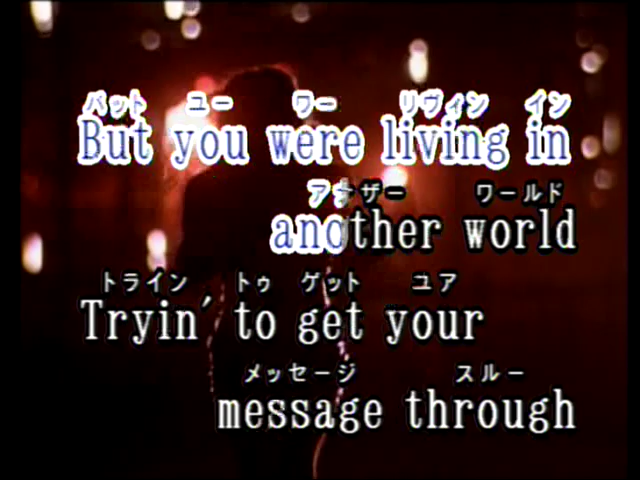 バット ユー ワー リヴィン イン
But you were living in
アナザー ワールド
another world
トライン トゥ ゲット ユア
Tryin' to get your
メッセージ スルー
message through